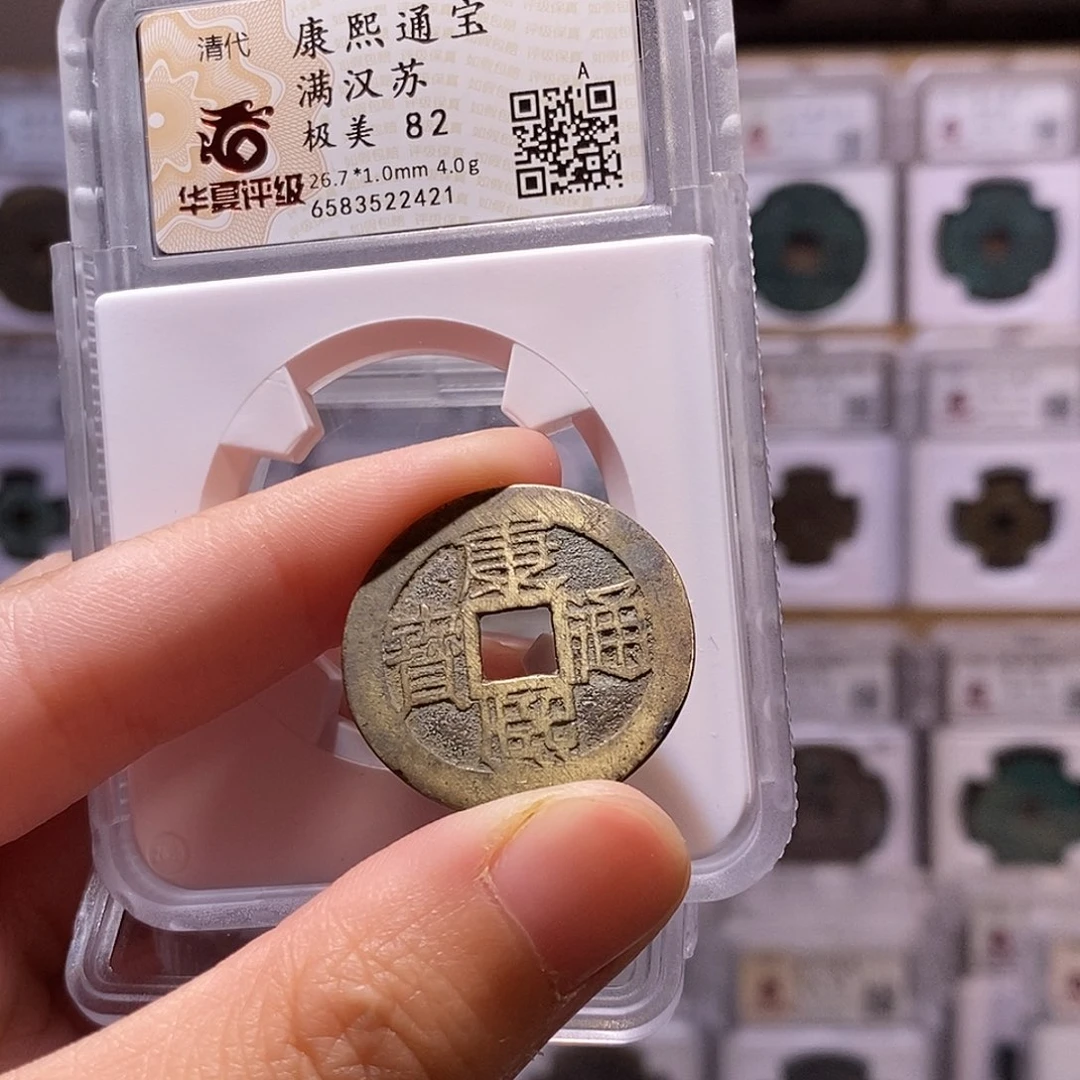 清代 康熙通宝
满汉苏
A
极美 82
26.7*1.0mm 4.0g
华夏评级
6583522421
康熙通寶